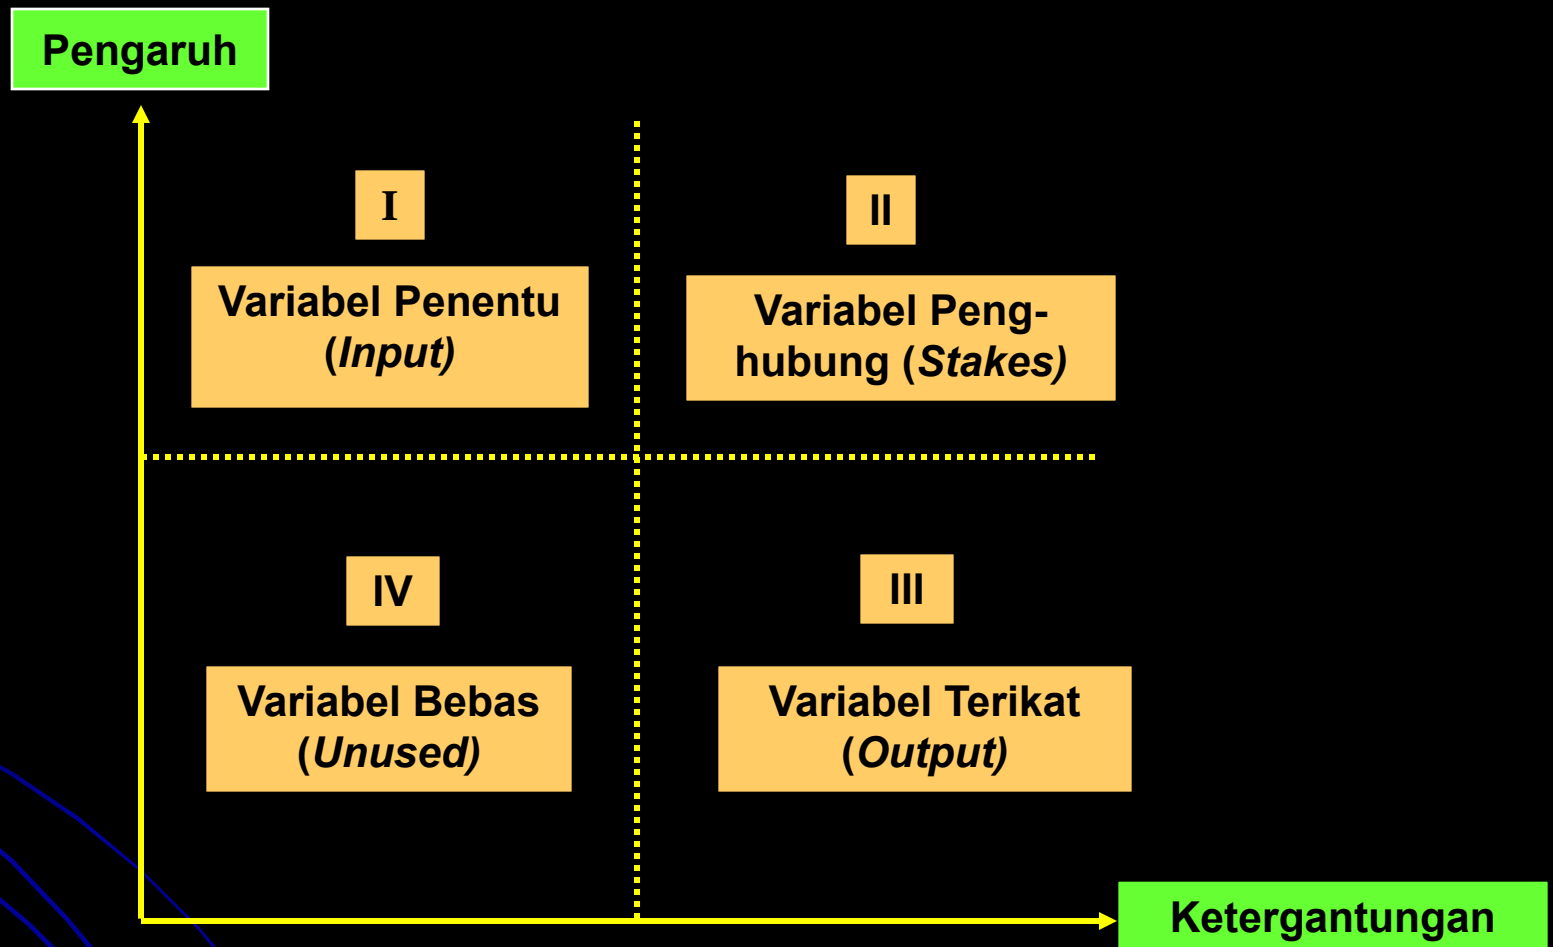 Pengaruh
I
Variabel Penentu
(Input)
II
Variabel Peng-
hubung (Stakes)
IV
Variabel Bebas
(Unused)
III
Variabel Terikat
(Output)
Ketergantungan